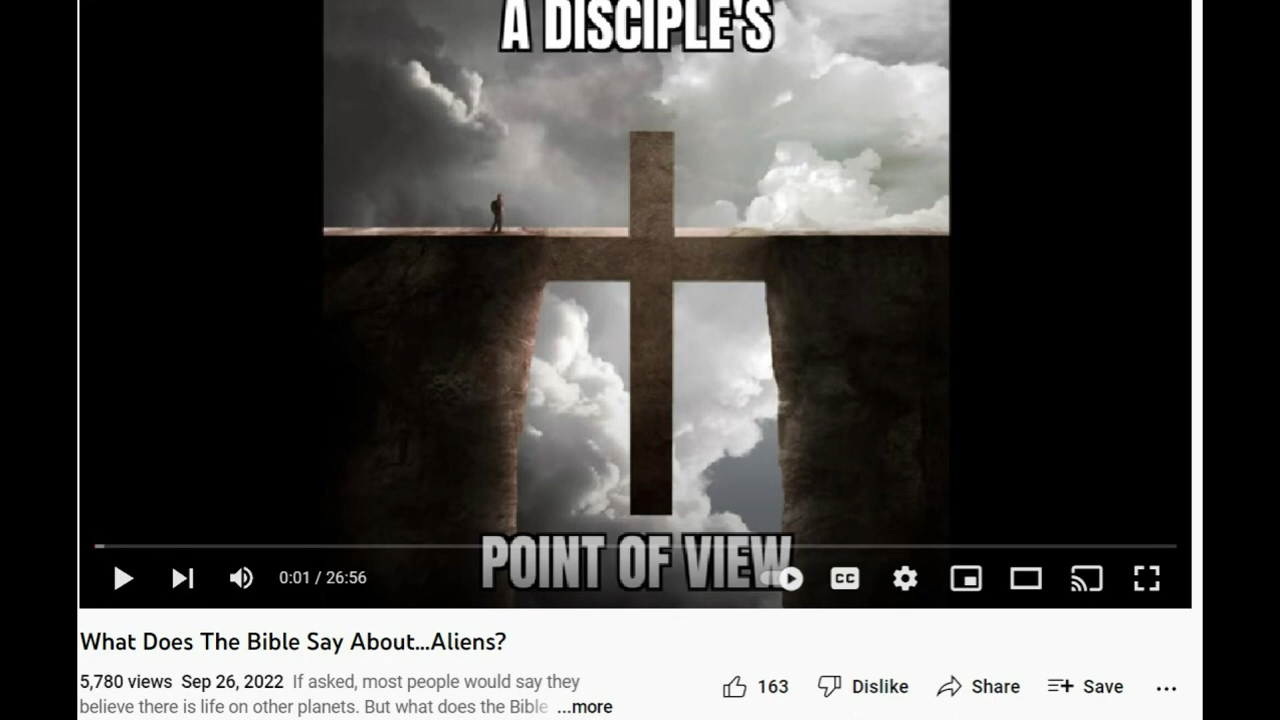 A DISCIPLE'S
POINT OF VIEW
0:01 / 26:56
CC
What Does The Bible Say About...Aliens?
5,780 views Sep 26, 2022 If asked, most people would say they
believe there is life on other planets. But what does the Bible ...more
163 Dislike Share Save